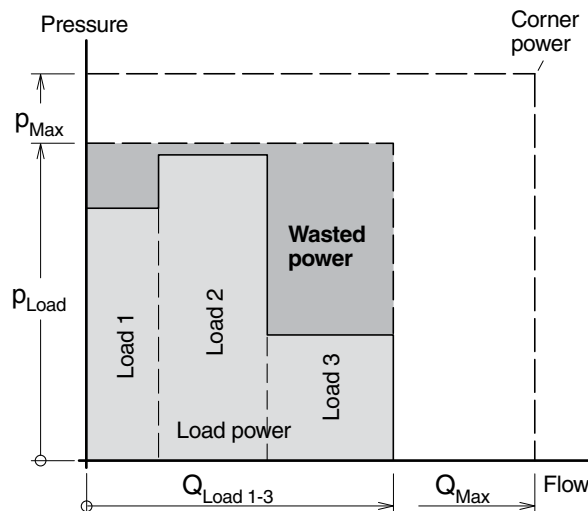 Pressure
Corner
power
pMax
pLoad
Wasted
power
Load 1
Load 2
Load 3
Load power
QLoad 1-3
QMax
Flow